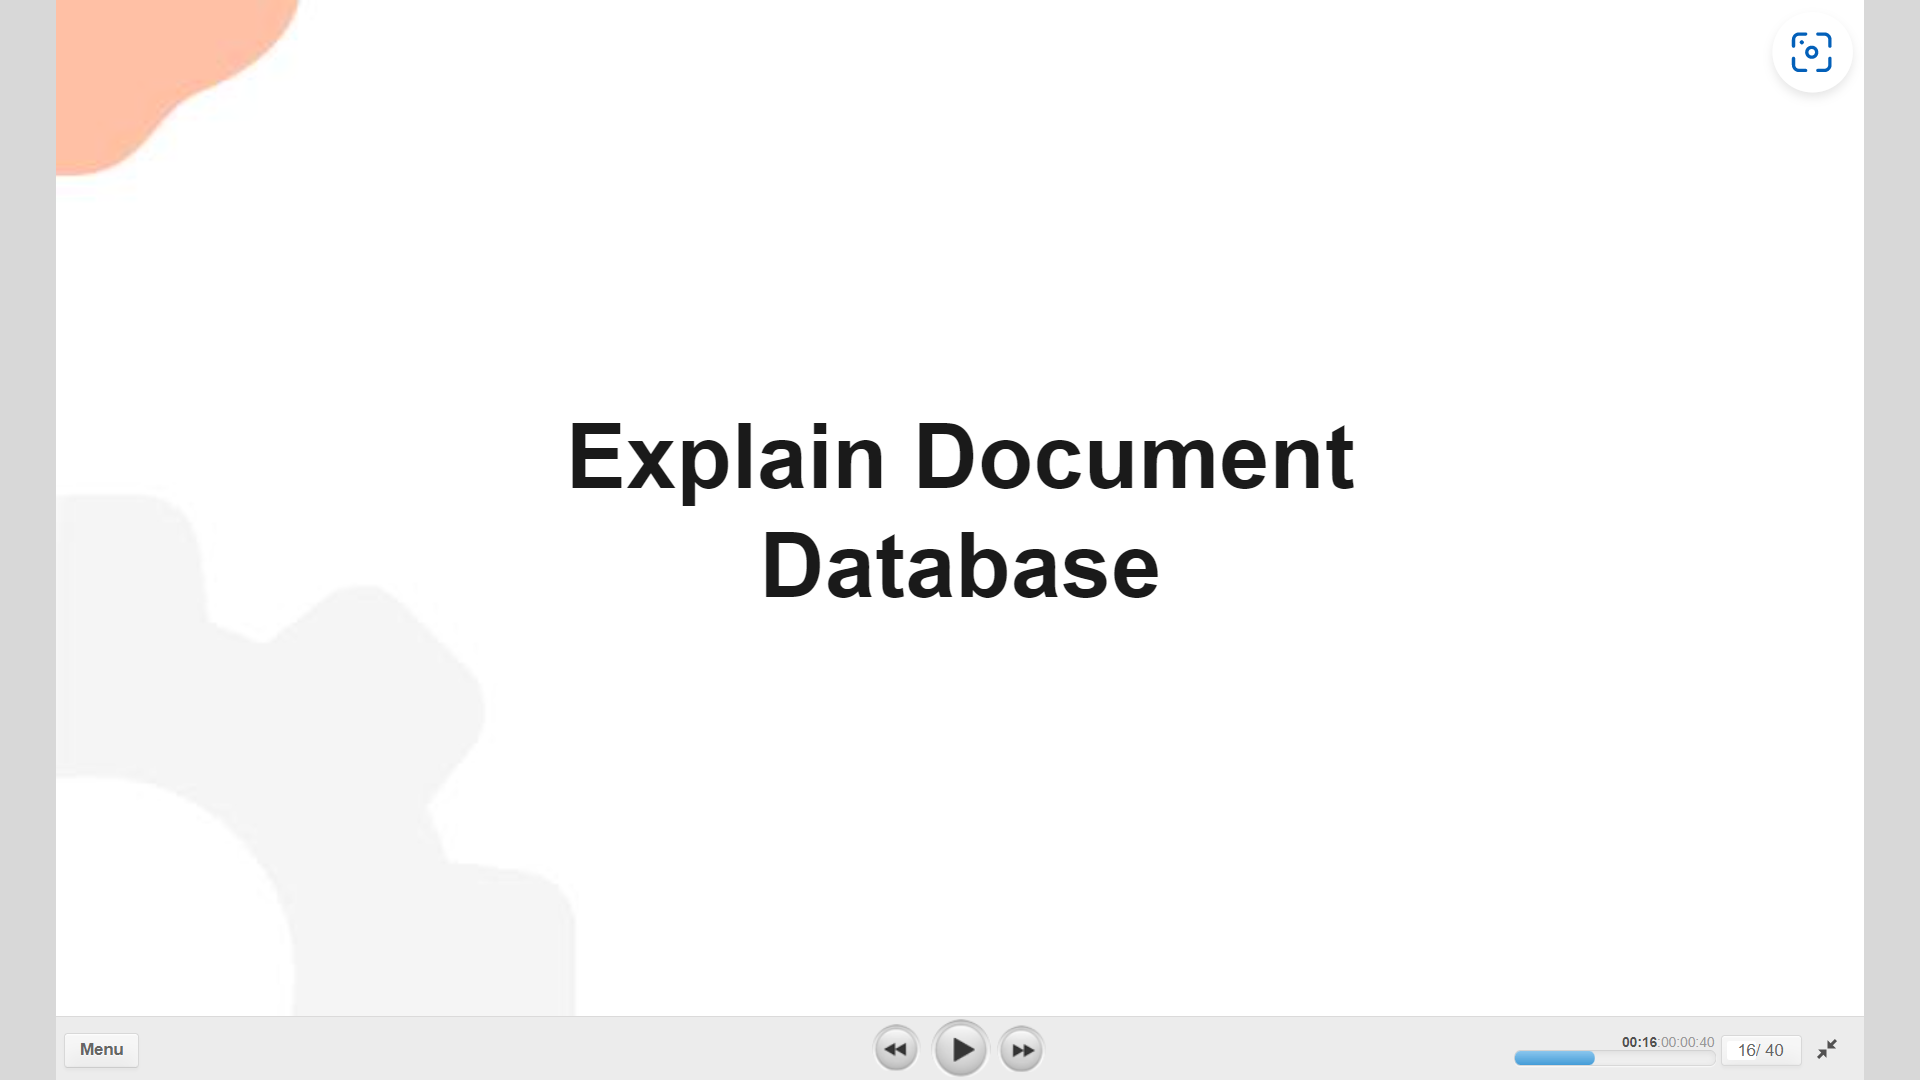 Explain Document
Database
Menu
00:16:00:00:40
16/ 40